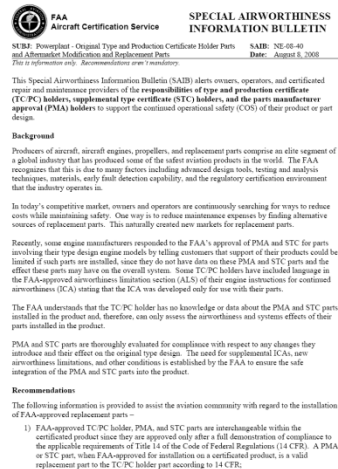 FAA
Aircraft Certification Service
SPECIAL AIRWORTHINESS
INFORMATION BULLETIN
SUBJ: Powerplant - Original Type and Production Certificate Holder Parts
and Aftermarket Modification and Replacement Parts
SAIB: NE-08-40
Date: August 8, 2008
This is information only. Recommendations aren't mandatory.
This Special Airworthiness Information Bulletin (SAIB) alerts owners, operators, and certificated
repair and maintenance providers of the responsibilities of type and production certificate
(TC/PC) holders, supplemental type certificate (STC) holders, and the parts manufacturer
approval (PMA) holders to support the continued operational safety (COS) of their product or part
design.
Background
Producers of aircraft, aircraft engines, propellers, and replacement parts comprise an elite segment of
a global industry that has produced some of the safest aviation products in the world. The FAA
recognizes that this is due to many factors including advanced design tools, testing and analysis
techniques, materials, early fault detection capability, and the regulatory certification environment
that the industry operates in.
In today's competitive market, owners and operators are continuously searching for ways to reduce
costs while maintaining safety. One way is to reduce maintenance expenses by finding alternative
sources of replacement parts. This naturally created new markets for replacement parts.
Recently, some engine manufacturers responded to the FAA's approval of PMA and STC for parts
involving their type design engine models by telling customers that support of their products could be
limited if such parts are installed, since they do not have data on these PMA and STC parts and the
effect these parts may have on the overall system. Some TC/PC holders have included language in
the FAA-approved airworthiness limitation section (ALS) of their engine instructions for continued
airworthiness (ICA) stating that the ICA was developed only for use with their parts.
The FAA understands that the TC/PC holder has no knowledge or data about the PMA and STC parts
installed in the product and, therefore, can only assess the airworthiness and systems effects of their
parts installed in the product.
PMA and STC parts are thoroughly evaluated for compliance with respect to any changes they
introduce and their effect on the original type design. The need for supplemental ICAs, new
airworthiness limitations, and other conditions is established by the FAA to ensure the safe
integration of the PMA and STC parts into the product.
Recommendations
The following information is provided to assist the aviation community with regard to the installation
of FAA-approved replacement parts –
1) FAA-approved TC/PC holder, PMA, and STC parts are interchangeable within the
certificated product since they are approved only after a full demonstration of compliance to
the applicable requirements of Title 14 of the Code of Federal Regulations (14 CFR). A PMA
or STC part, when FAA-approved for installation on a certificated product, is a valid
replacement part to the TC/PC holder part according to 14 CFR;